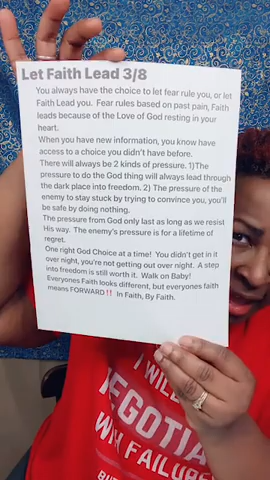 Let Faith Lead 3/8
You always have the choice to let fear rule you, or let
Faith Lead you. Fear rules based on past pain, Faith
leads because of the Love of God resting in your
heart.
When you have new information, you know have
access to a choice you didn't have before.
There will always be 2 kinds of pressure. 1)The
pressure to do the God thing will always lead through
the dark place into freedom. 2) The pressure of the
enemy to stay stuck by trying to convince you, you'll
be safe by doing nothing.
The pressure from God only last as long as we resist
His way. The enemy's pressure is for a lifetime of
regret.
One right God Choice at a time! You didn't get in it
over night, you're not getting out over night. A step
into freedom is still worth it. Walk on Baby!
Everyones Faith looks different, but everyones faith
means FORWARD‼️ In Faith, By Faith.
I WILL
NEGOTIA
WITH FAILURE